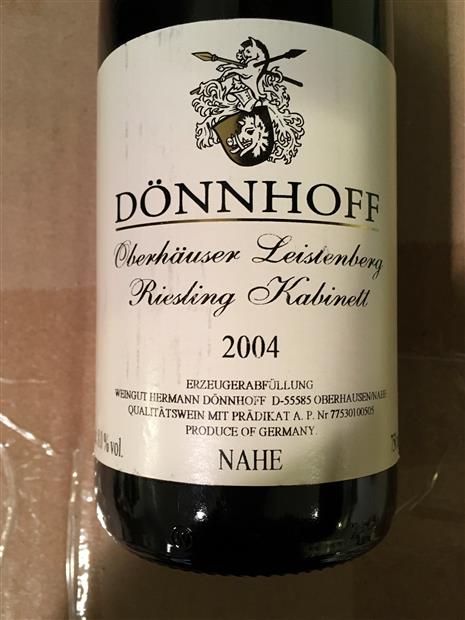 DÖNNHOFF
Oberhäuser Leistenberg
Riesling Kabinett
2004
ERZEUGERABFÜLLUNG
WEINGUT HERMANN DÖNNHOFF D-55585 OBERHAUSEN/NAHE
QUALITÄTSWEIN MIT PRÄDIKAT A. P. Nr 77530100505
PRODUCE OF GERMANY.
% vol.
NAHE